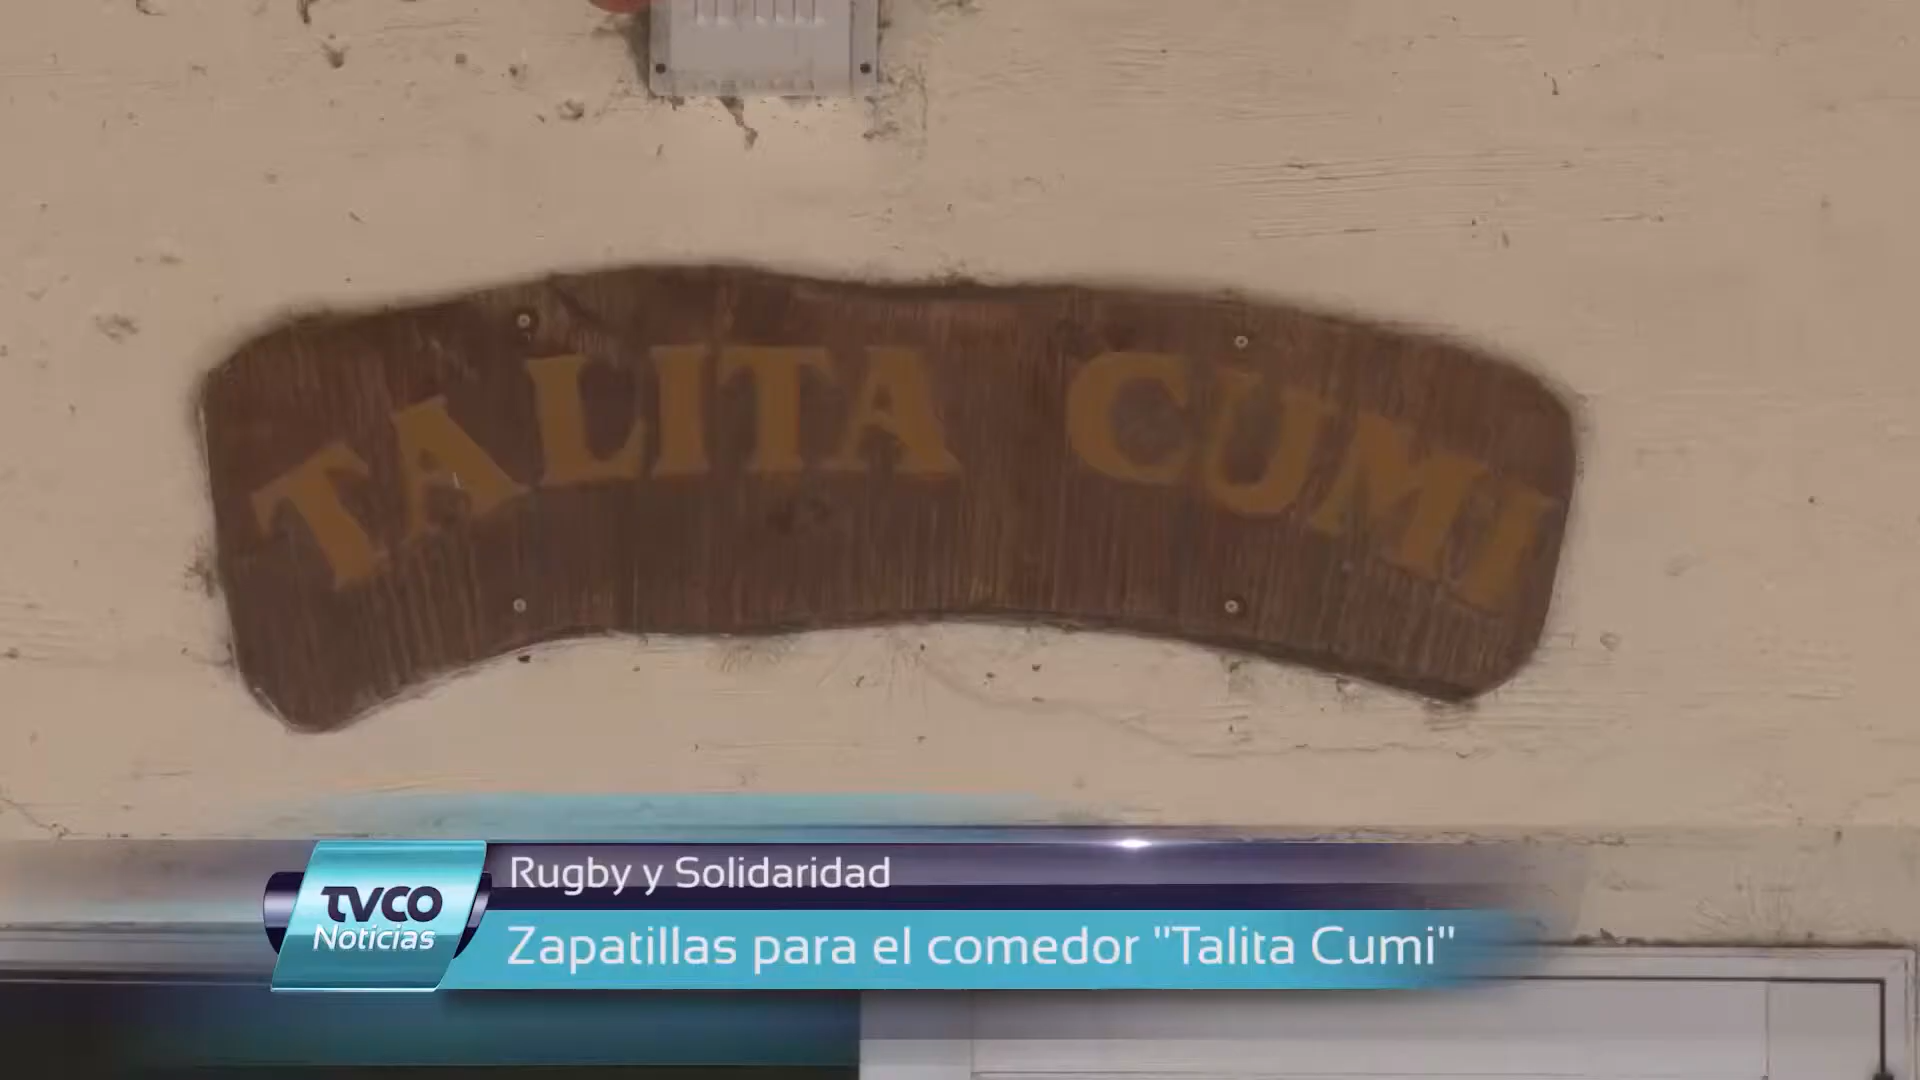 TALITA CUMI
Rugby y Solidaridad
TVCO
Noticias
Zapatillas para el comedor "Talita Cumi"